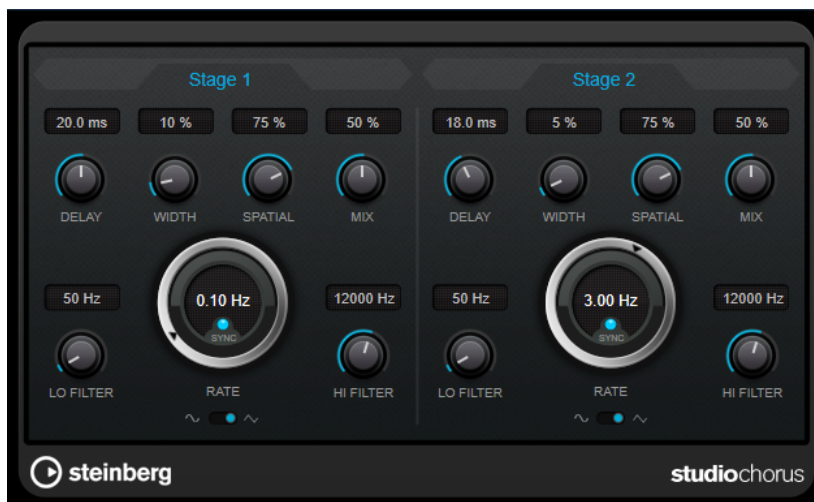 Stage 1
Stage 2
20.0 ms 10 % 75 % 50 %
18.0 ms 5 % 75 % 50 %
DELAY WIDTH SPATIAL MIX
DELAY WIDTH SPATIAL MIX
50 Hz 0.10 Hz 12000 Hz
50 Hz 3.00 Hz 12000 Hz
SYNC
SYNC
LO FILTER RATE HI FILTER
LO FILTER RATE HI FILTER
steinberg
studiochorus